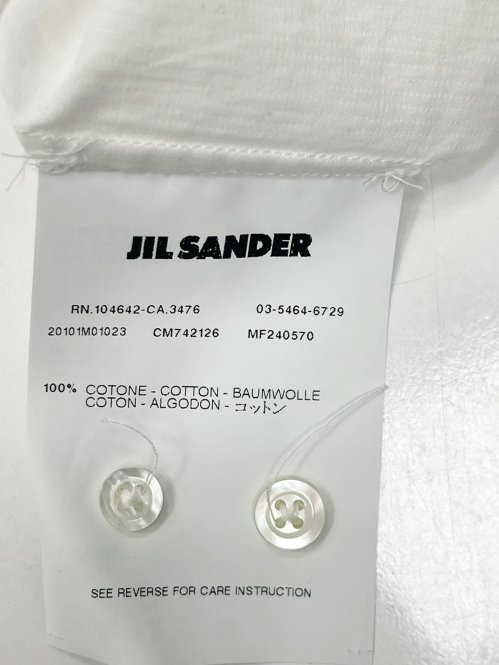 JIL SANDER
RN.104642-CA.3476 03-5464-6729
20101M01023 CM742126 MF240570
100% COTONE - COTTON - BAUMWOLLE
COTON - ALGODON - コットン
SEE REVERSE FOR CARE INSTRUCTION